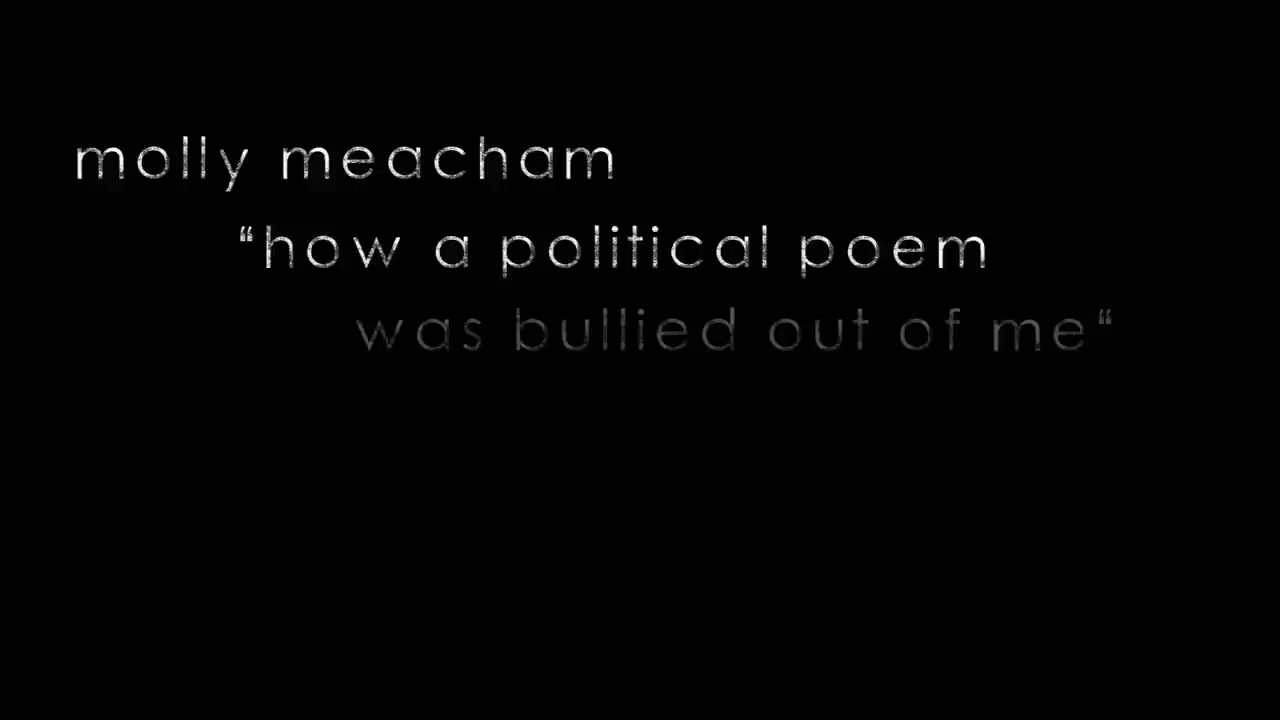 molly meacham
“how a political poem
was bullied out of me“